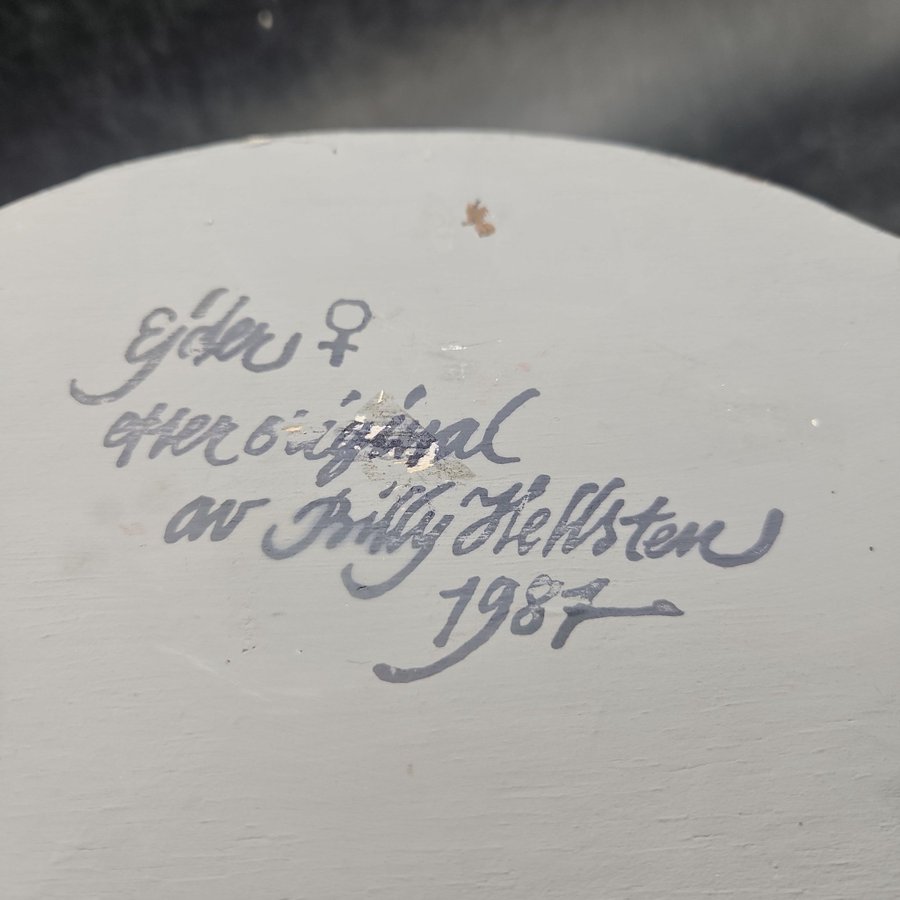 Ejder ♀
efter original
av Billy Hellsten
1987